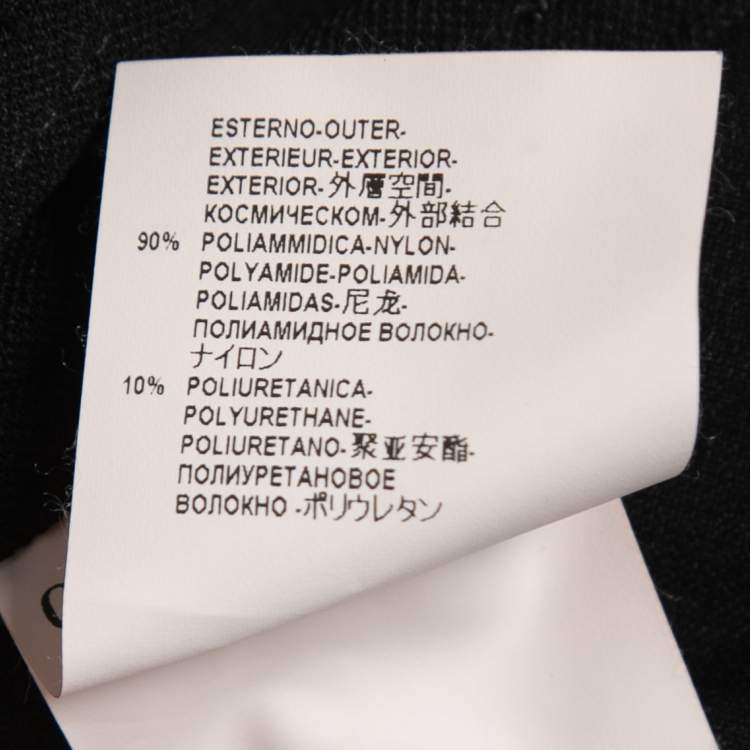 ESTERNO-OUTER-
EXTERIEUR-EXTERIOR-
EXTERIOR-外層空間-
КОСМИЧЕСКОМ-外部結合
90% POLIAMMIDICA-NYLON-
POLYAMIDE-POLIAMIDA-
POLIAMIDAS-尼龙-
ПОЛИАМИДНОЕ ВОЛОКНО-
ナイロン
10% POLIURETANICA-
POLYURETHANE-
POLIURETANO-聚亚安酯-
ПОЛИУРЕТАНОВОЕ
ВОЛОКНО -ポリウレタン